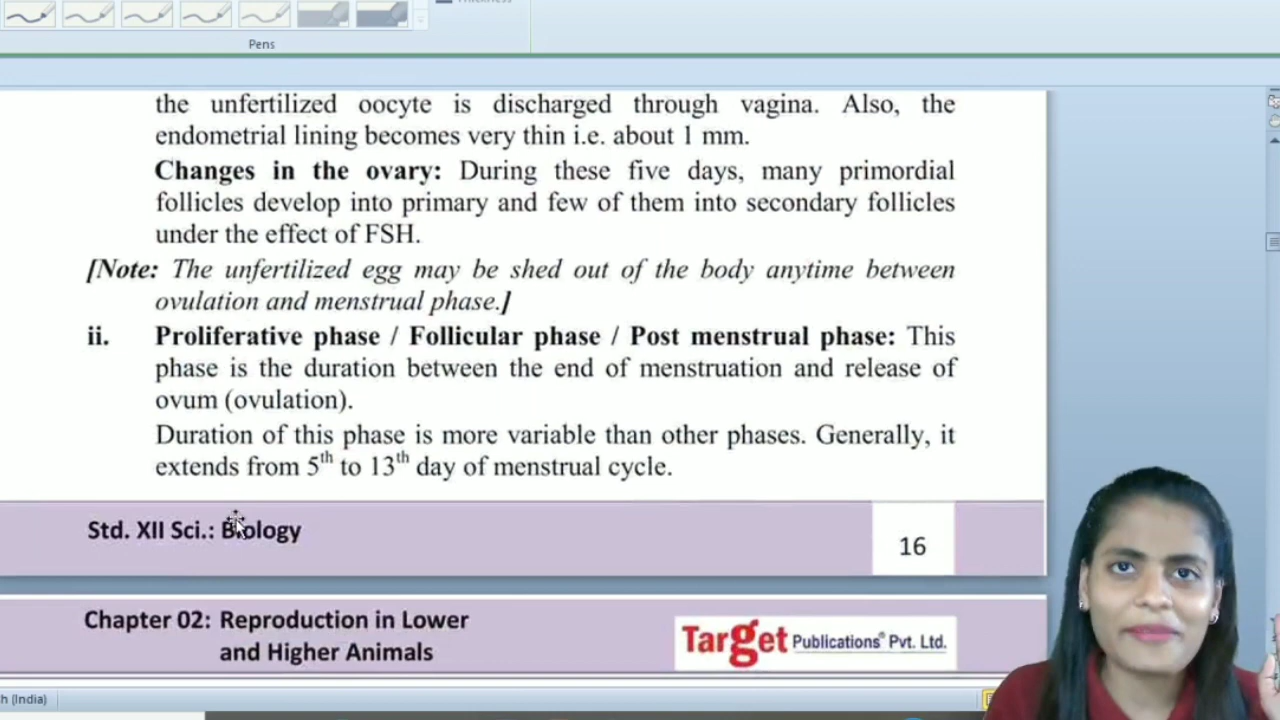 Pens
the unfertilized oocyte is discharged through vagina. Also, the
endometrial lining becomes very thin i.e. about 1 mm.
Changes in the ovary: During these five days, many primordial
follicles develop into primary and few of them into secondary follicles
under the effect of FSH.
[Note: The unfertilized egg may be shed out of the body anytime between
ovulation and menstrual phase.]
ii. Proliferative phase / Follicular phase / Post menstrual phase: This
phase is the duration between the end of menstruation and release of
ovum (ovulation).
Duration of this phase is more variable than other phases. Generally, it
extends from 5th to 13th day of menstrual cycle.
Std. XII Sci.: Biology
16
Chapter 02: Reproduction in Lower
and Higher Animals
Target Publications® Pvt. Ltd.
h (India)